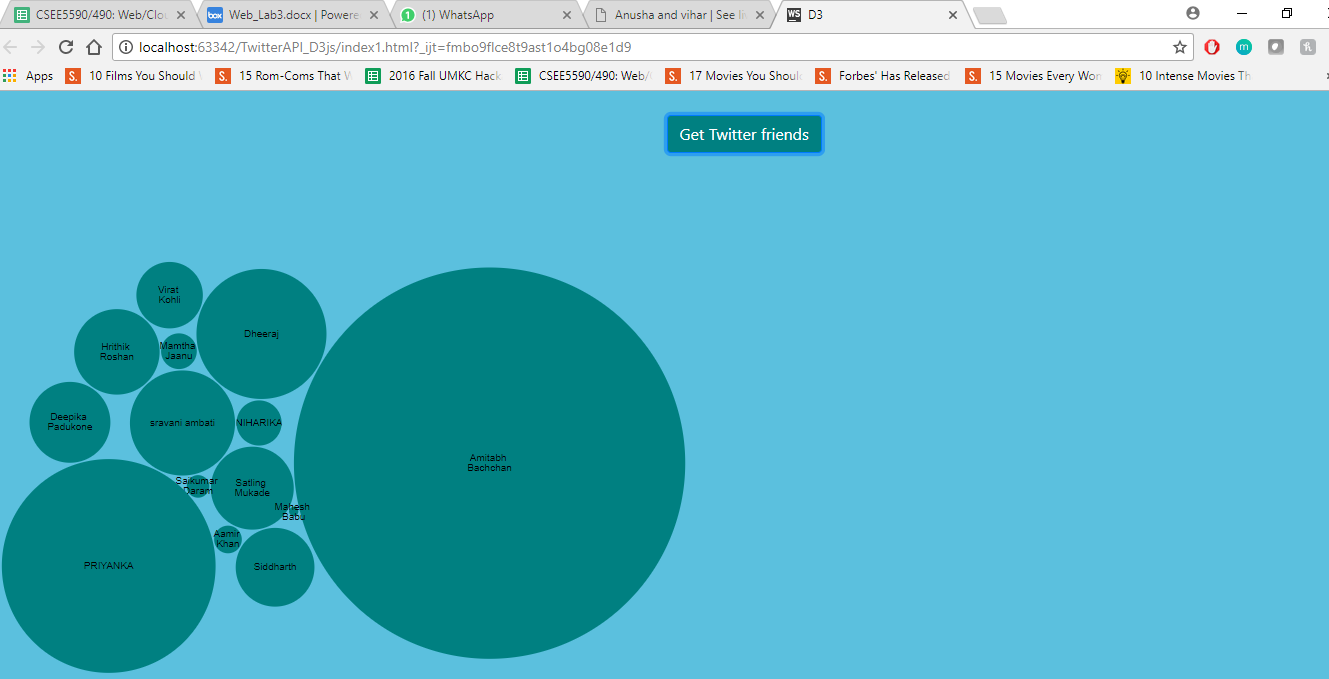 CSEE5590/490: Web/Clou
Web_Lab3.docx | Powere
(1) WhatsApp
Anusha and vihar | See
D3
localhost:63342/TwitterAPI_D3js/index1.html?_ijt=fmbo9flce8t9ast1o4bg08e1d9
Apps
10 Films You Should
15 Rom-Coms That W
2016 Fall UMKC Hack
CSEE5590/490: Web/
17 Movies You Shoul
Forbes' Has Released
15 Movies Every Wom
10 Intense Movies Th
Get Twitter friends
Virat
Kohli
Dheeraj
Hrithik
Roshan
Mamtha
Jaanu
Deepika
Padukone
sravani ambati
NIHARIKA
Amitabh
Bachchan
Saikumar
Daram
Satling
Mukade
Mahesh
Babu
Aamir
Khan
PRIYANKA
Siddharth